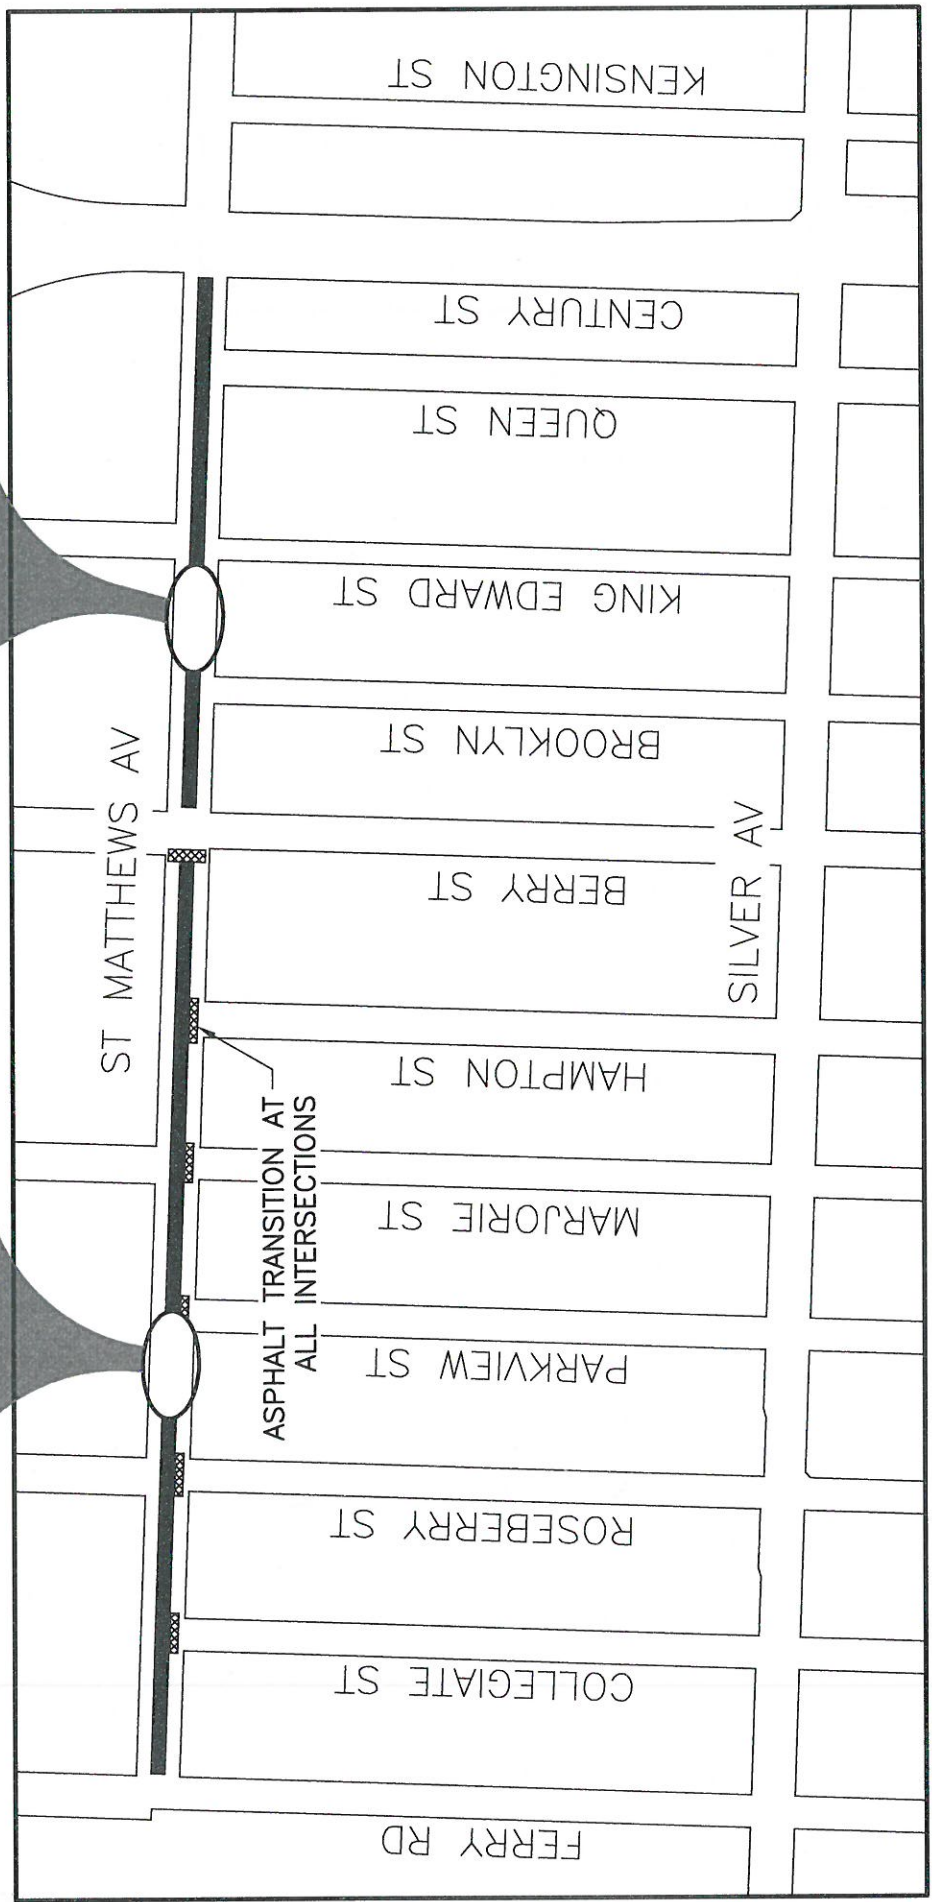 KENSINGTON ST
CENTURY ST
QUEEN ST
KING EDWARD ST
BROOKLYN ST
ST MATTHEWS AV
BERRY ST
SILVER AV
HAMPTON ST
ASPHALT TRANSITION AT
ALL INTERSECTIONS
MARJORIE ST
PARKVIEW ST
ROSEBERRY ST
COLLEGIATE ST
FERRY RD